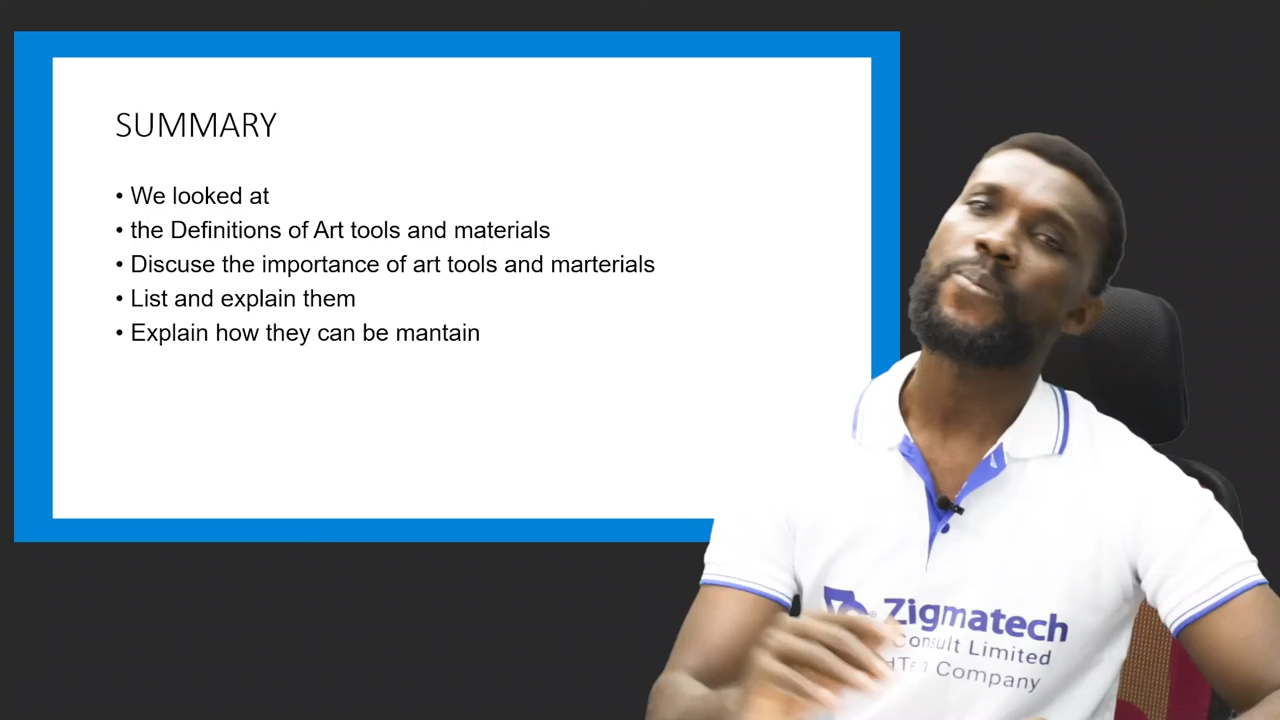 SUMMARY
• We looked at
• the Definitions of Art tools and materials
• Discuse the importance of art tools and marterials
• List and explain them
• Explain how they can be mantain
Zigmatech
Consult Limited
Company